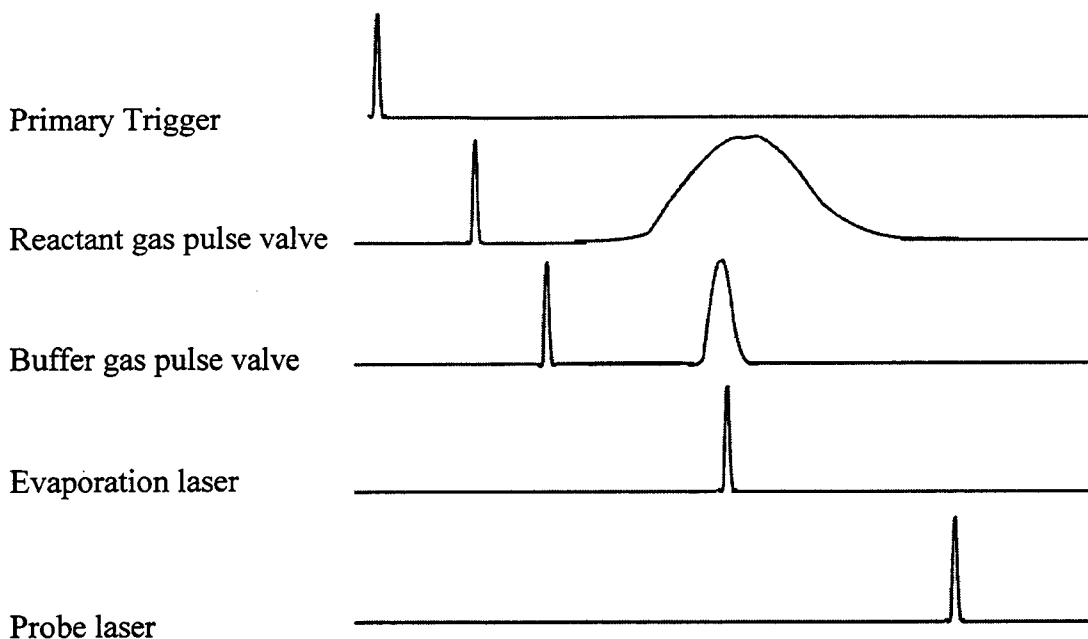 Primary Trigger
Reactant gas pulse valve
Buffer gas pulse valve
Evaporation laser
Probe laser